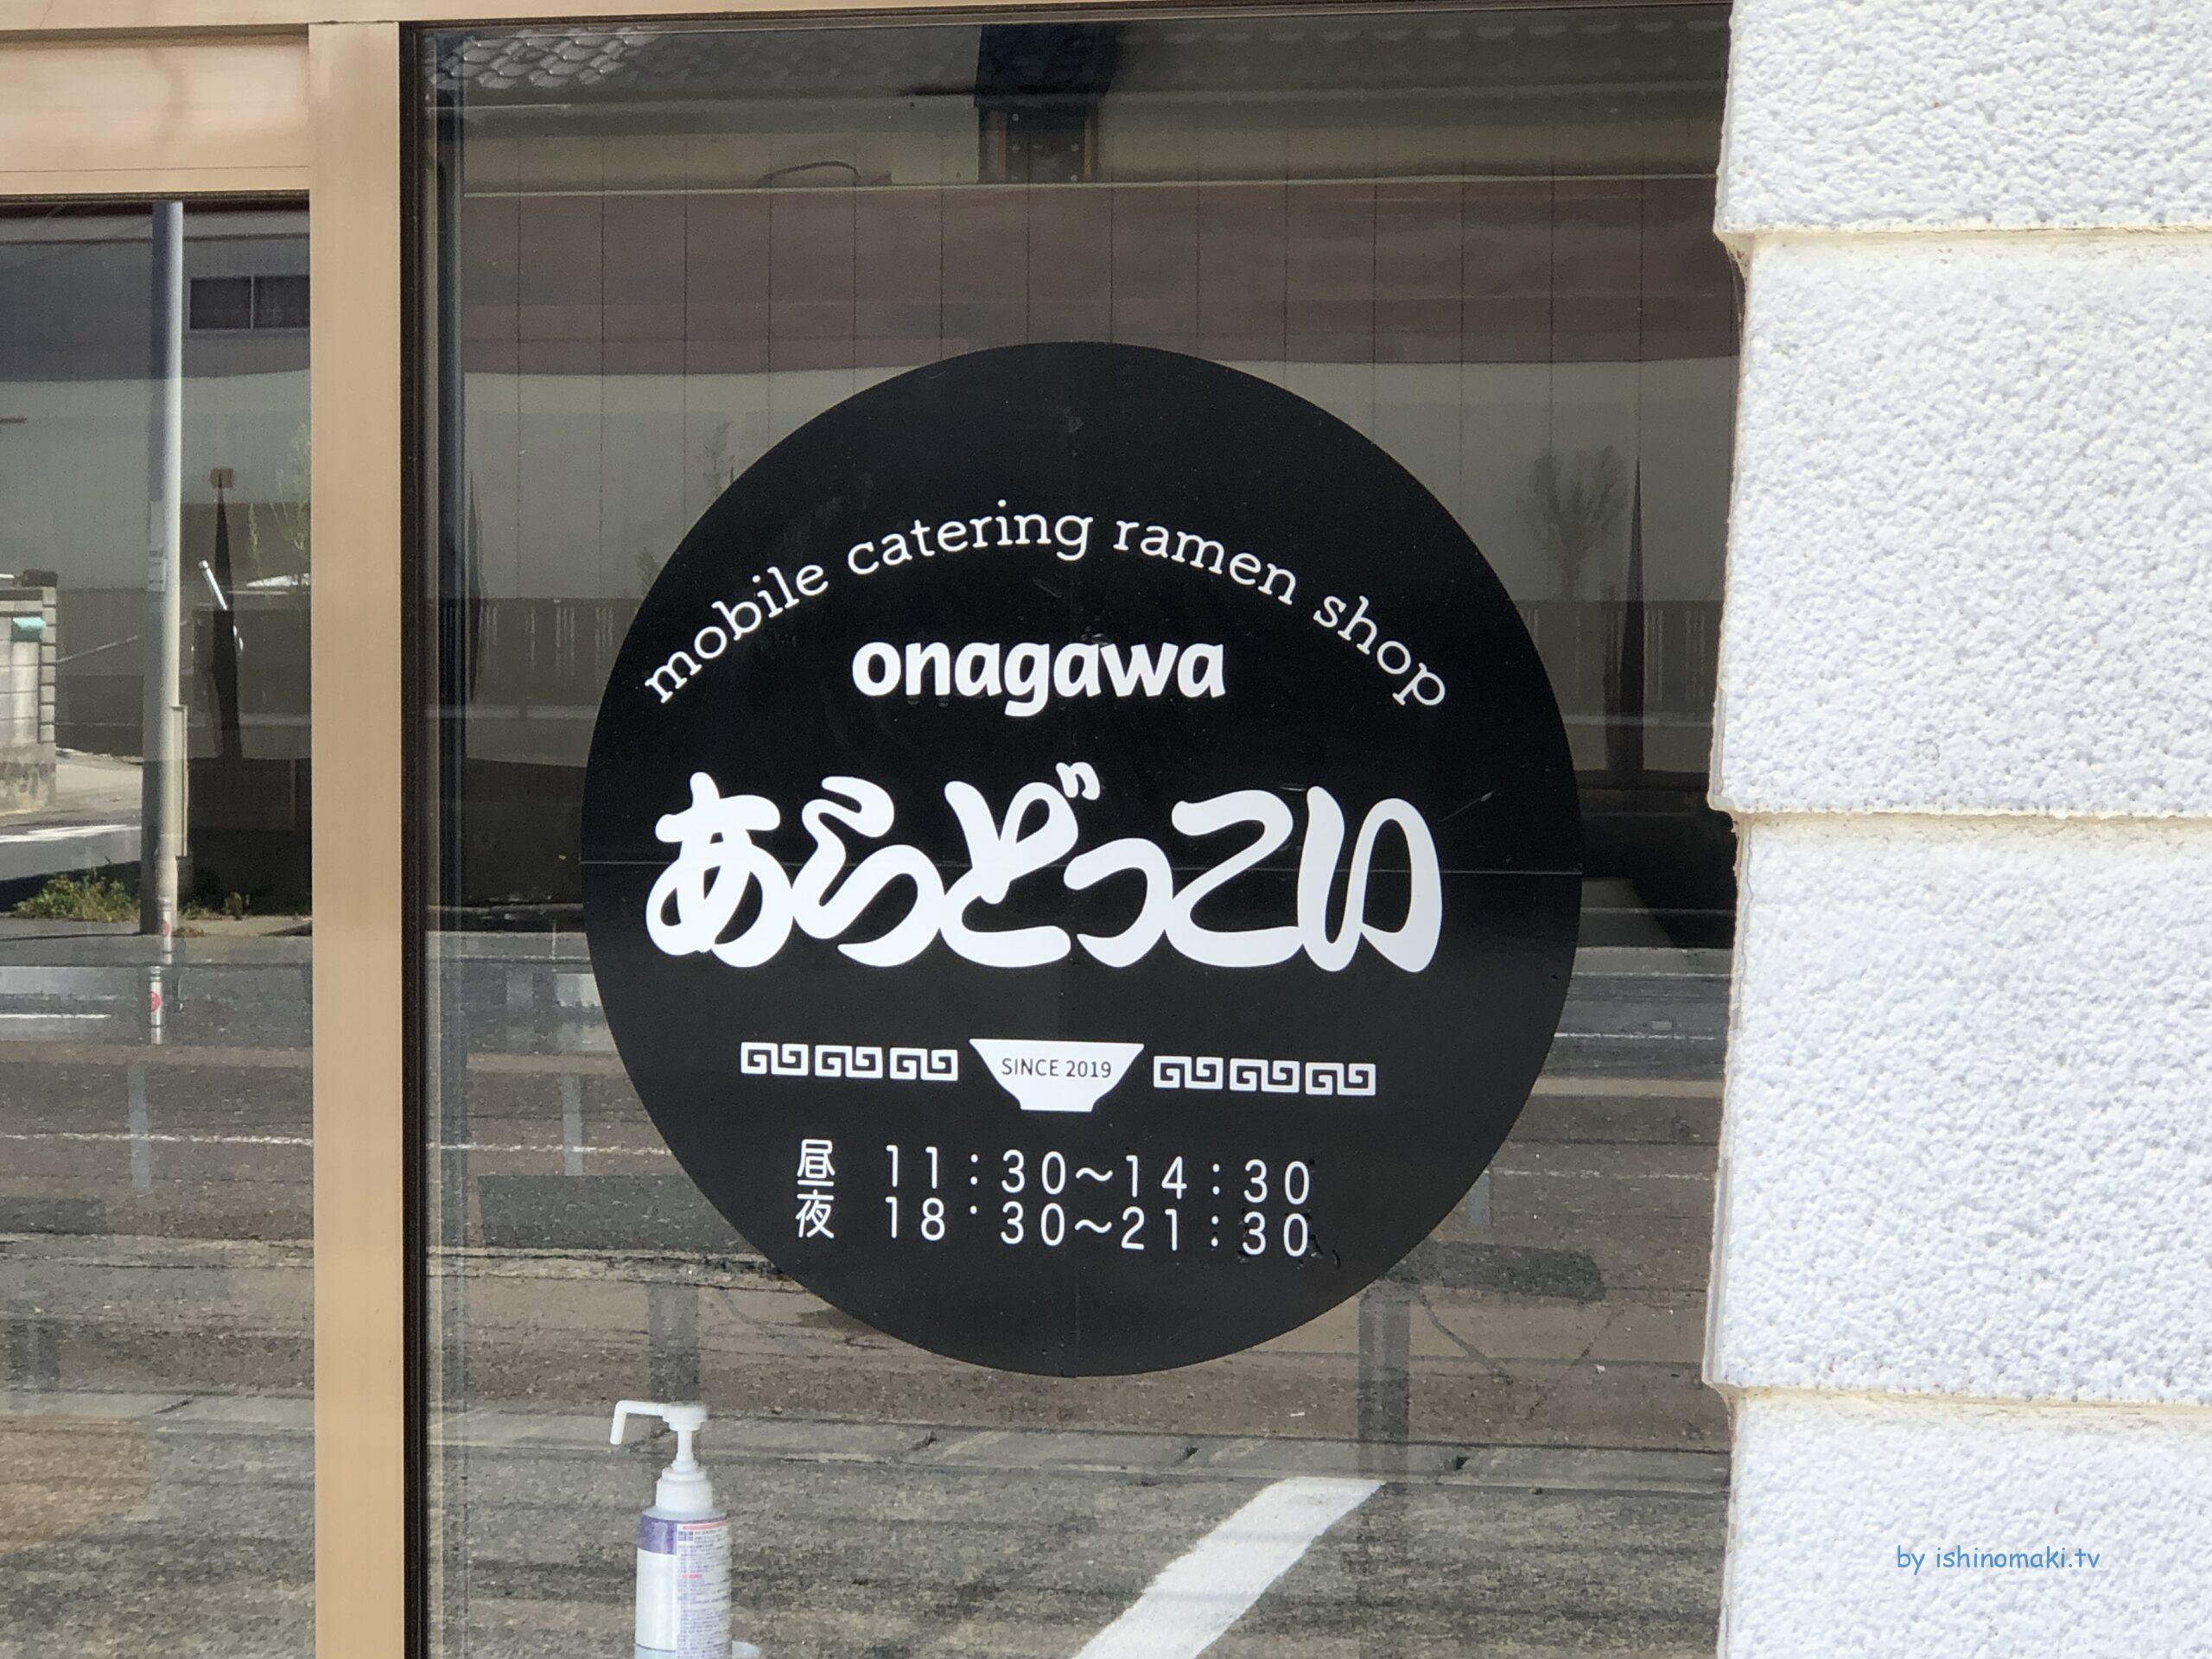 mobile catering ramen shop
onagawa
あらどっこい
SINCE 2019
昼 11:30～14:30
夜 18:30～21:30
by ishinomaki.tv